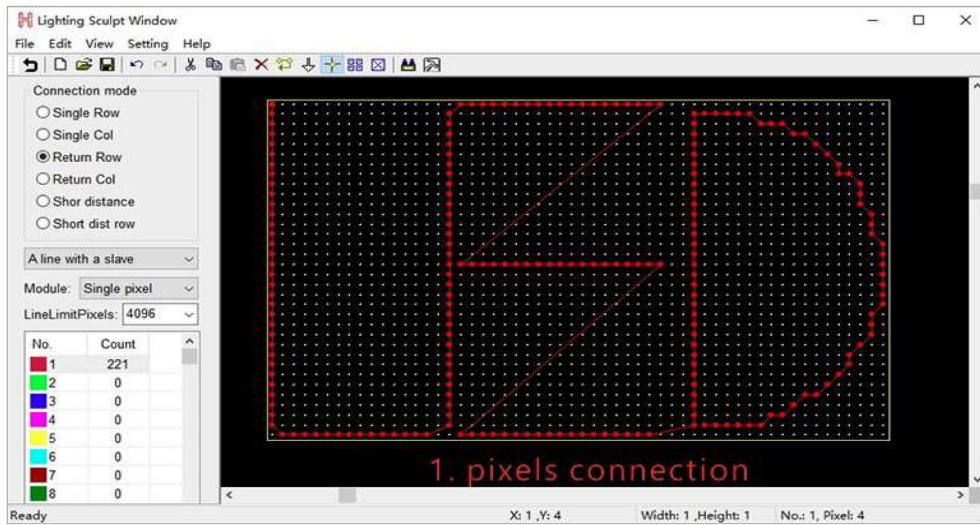 Lighting Sculpt Window
File Edit View Setting Help
Connection mode
Single Row
Single Col
Return Row
Return Col
Shor distance
Short dist row
A line with a slave
Module: Single pixel
LineLimitPixels: 4096
No. Count
1 221
2 0
3 0
4 0
5 0
6 0
7 0
8 0
1. pixels connection
Ready X: 1 ,Y: 4 Width: 1 ,Height: 1 No.: 1, Pixel: 4